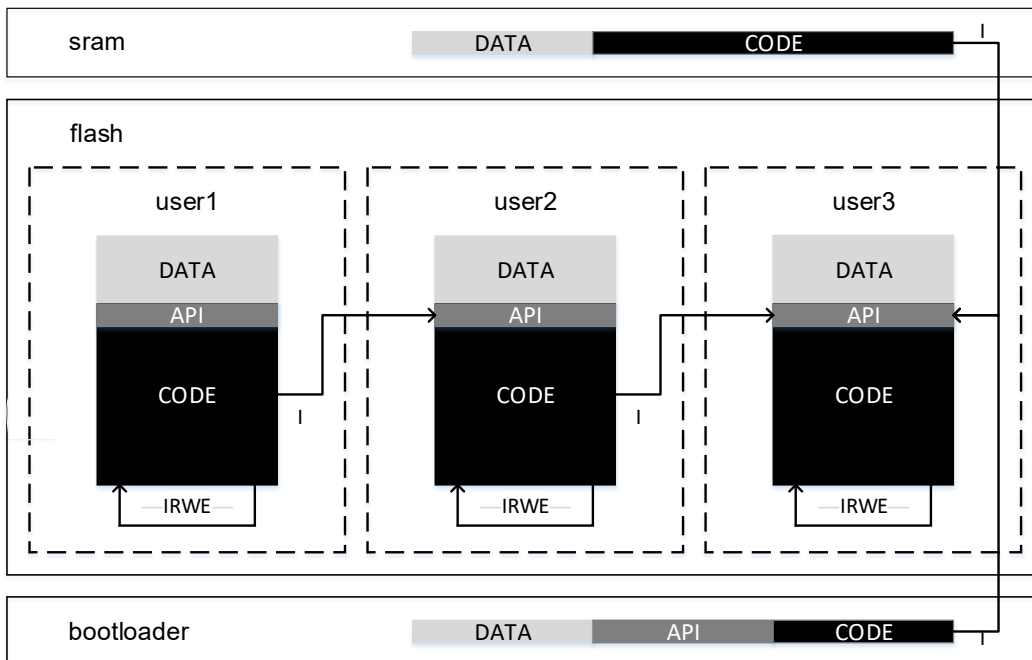 sram DATA CODE I
flash
user1 user2 user3
DATA DATA DATA
API API API
CODE CODE CODE
I I
IRWE IRWE IRWE
bootloader DATA API CODE I